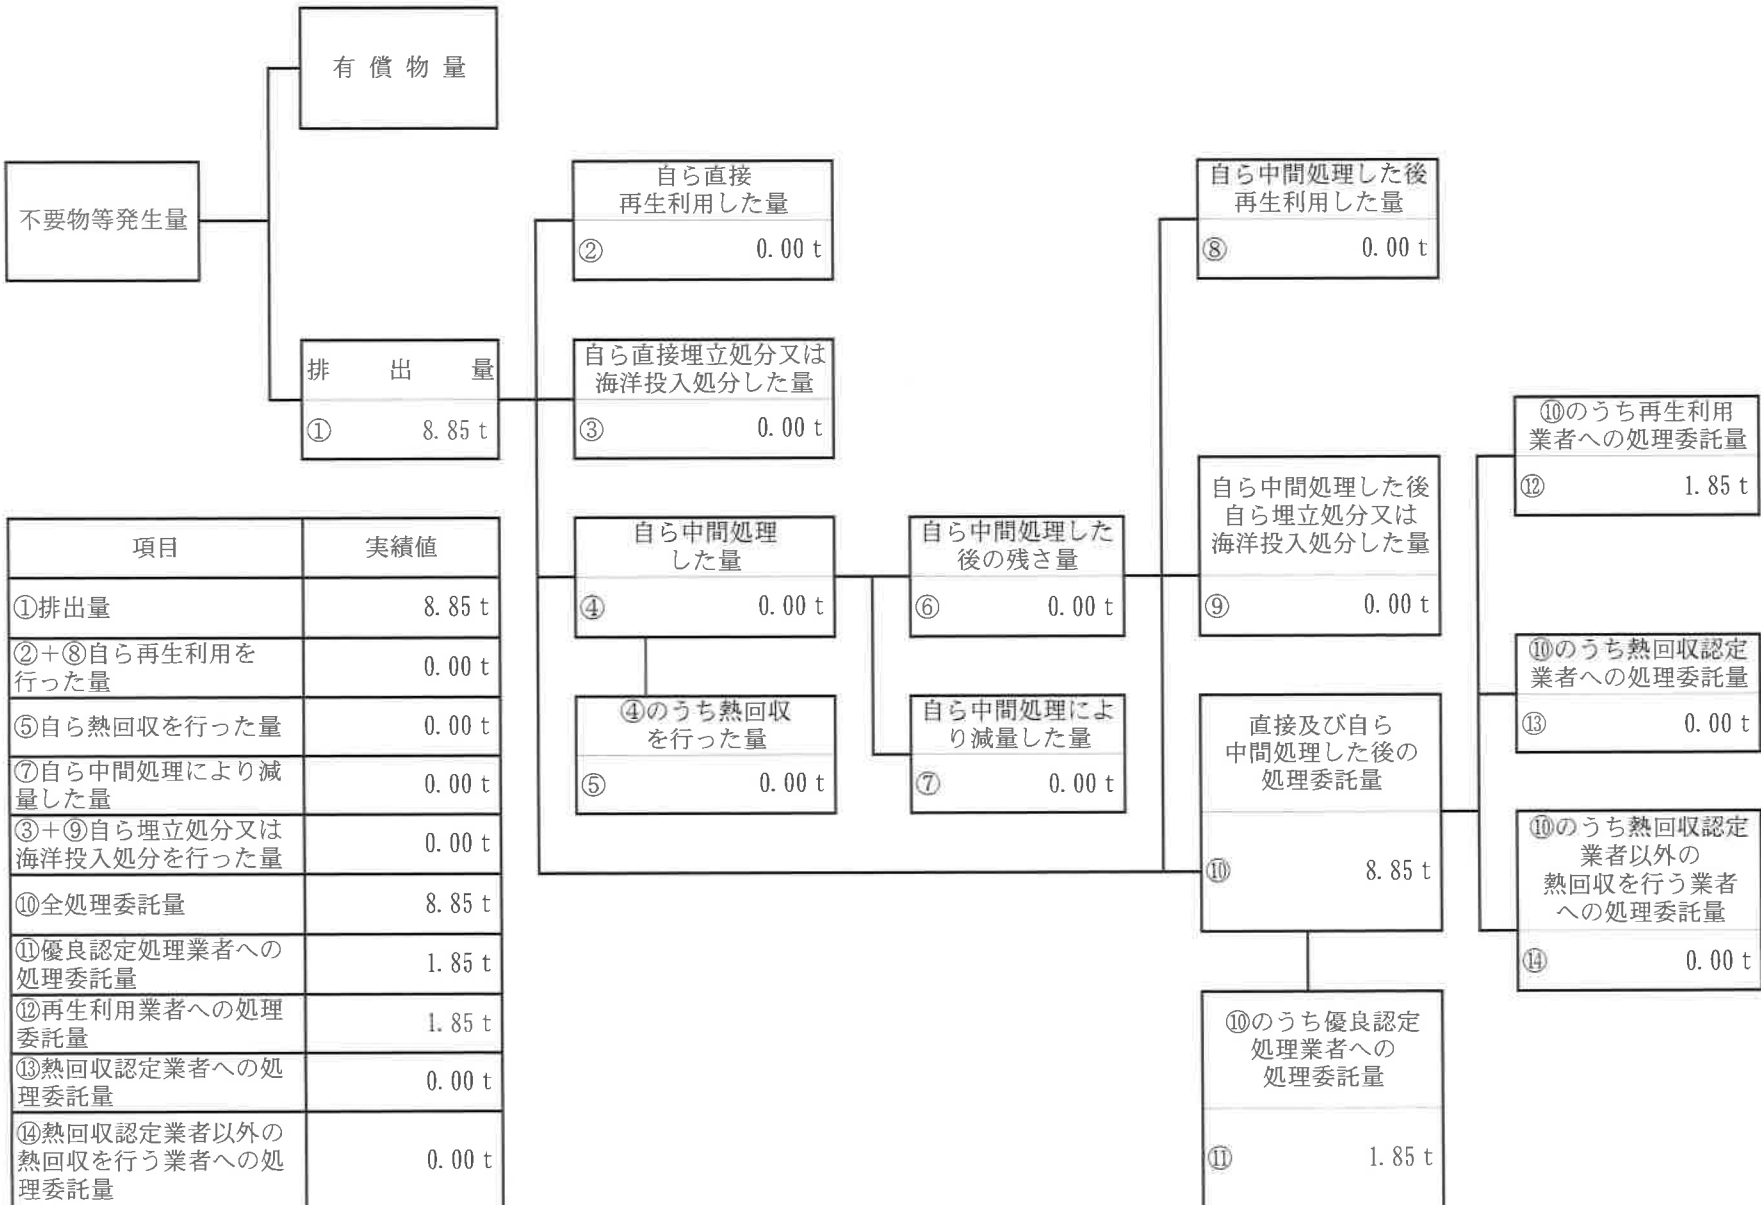 有償物量
不要物等発生量
排出量
① 8.85 t
自ら直接
再生利用した量
② 0.00 t
自ら直接埋立処分又は
海洋投入処分した量
③ 0.00 t
自ら中間処理
した量
④ 0.00 t
④のうち熱回収
を行った量
⑤ 0.00 t
自ら中間処理した
後の残さ量
⑥ 0.00 t
自ら中間処理によ
り減量した量
⑦ 0.00 t
自ら中間処理した後
再生利用した量
⑧ 0.00 t
自ら中間処理した後
自ら埋立処分又は
海洋投入処分した量
⑨ 0.00 t
直接及び自ら
中間処理した後の
処理委託量
⑩ 8.85 t
⑩のうち優良認定
処理業者への
処理委託量
⑪ 1.85 t
⑩のうち再生利用
業者への処理委託量
⑫ 1.85 t
⑩のうち熱回収認定
業者への処理委託量
⑬ 0.00 t
⑩のうち熱回収認定
業者以外の
熱回収を行う業者
への処理委託量
⑭ 0.00 t
項目 実績値
①排出量 8.85 t
②＋⑧自ら再生利用を
行った量 0.00 t
⑤自ら熱回収を行った量 0.00 t
⑦自ら中間処理により減
量した量 0.00 t
③＋⑨自ら埋立処分又は
海洋投入処分を行った量 0.00 t
⑩全処理委託量 8.85 t
⑪優良認定処理業者への
処理委託量 1.85 t
⑫再生利用業者への処理
委託量 1.85 t
⑬熱回収認定業者への処
理委託量 0.00 t
⑭熱回収認定業者以外の
熱回収を行う業者への処
理委託量 0.00 t